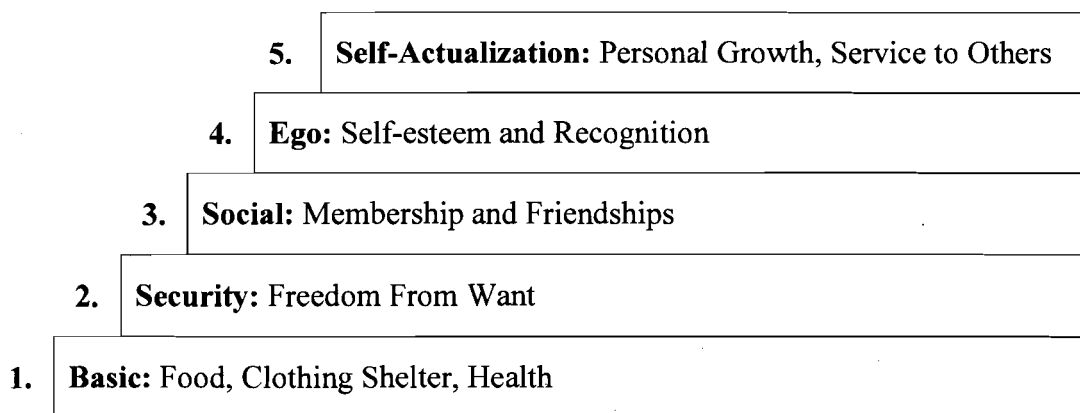 5. Self-Actualization: Personal Growth, Service to Others
4. Ego: Self-esteem and Recognition
3. Social: Membership and Friendships
2. Security: Freedom From Want
1. Basic: Food, Clothing Shelter, Health